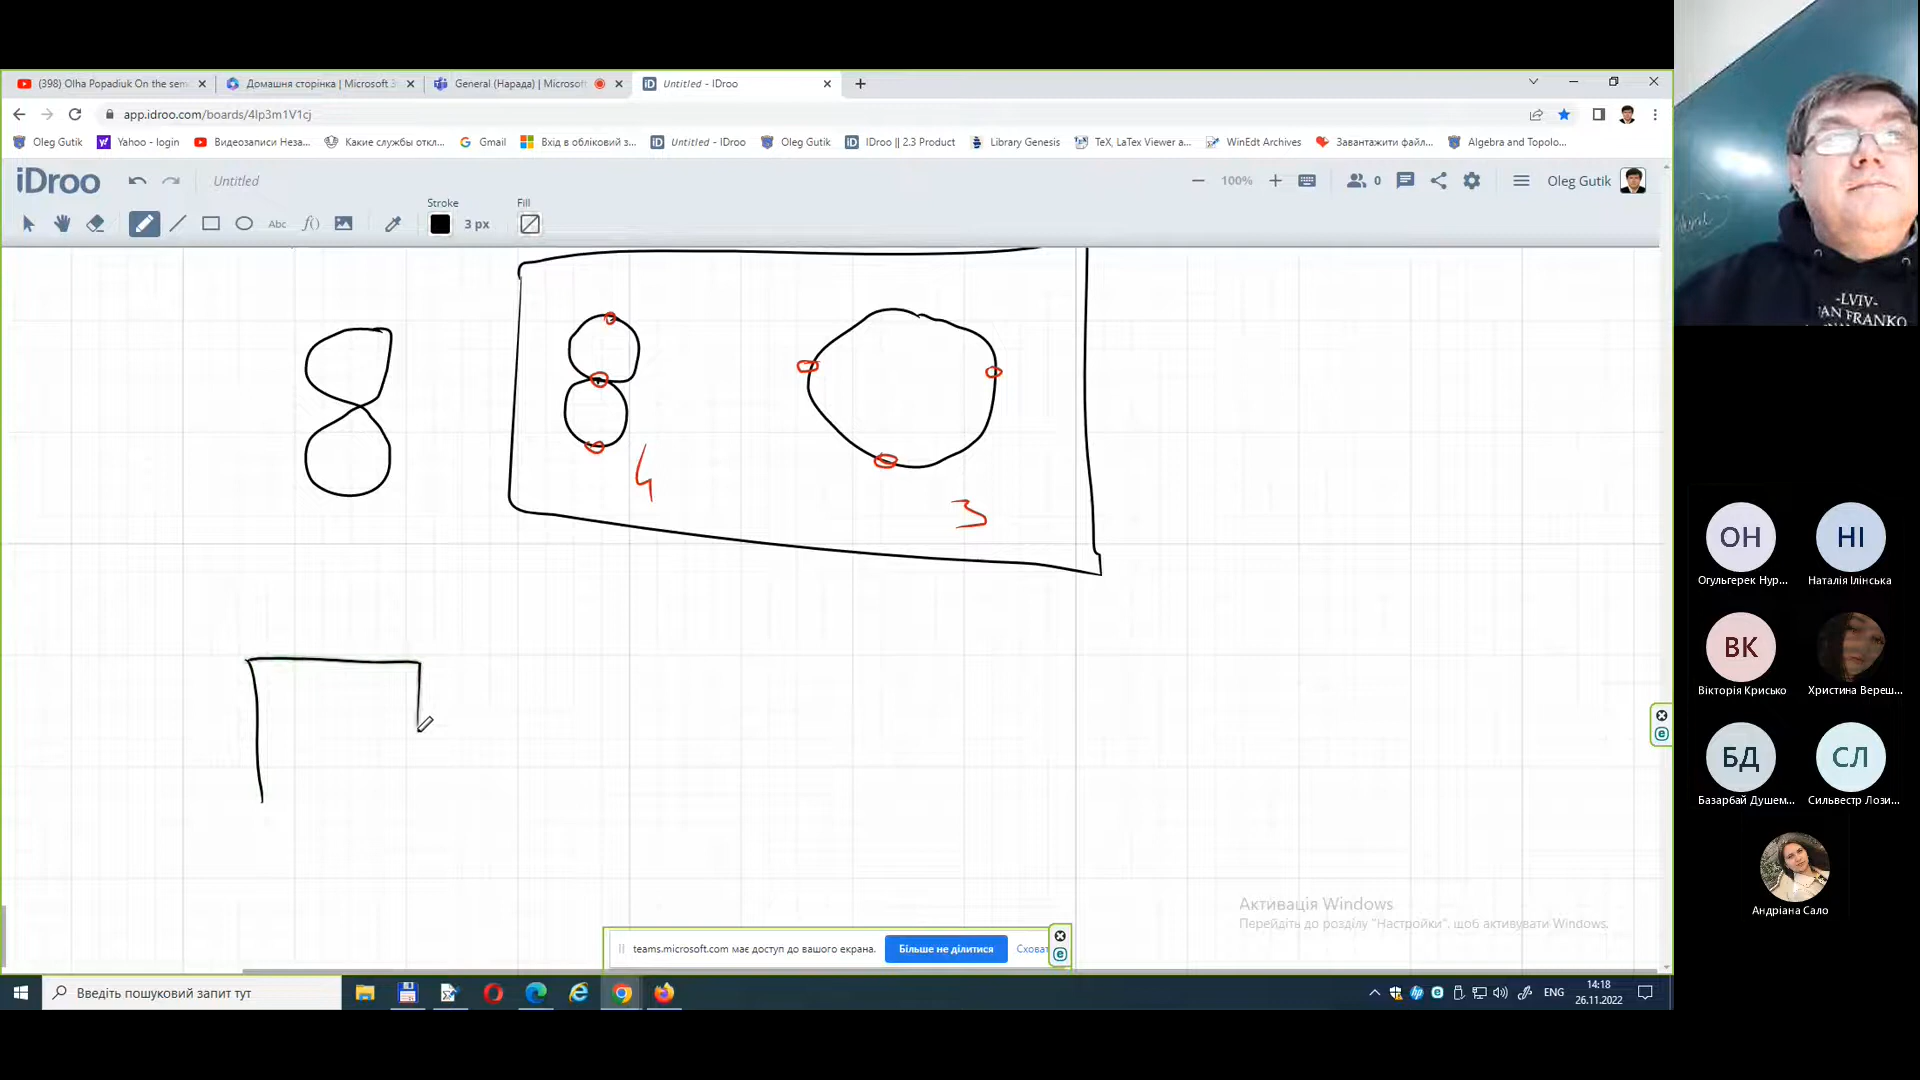 (398) Olha Popadiuk On the sem
Домашня сторінка | Microsoft 3
General (Нарада) | Microsoft
Untitled - IDroo
app.idroo.com/boards/4lp3m1V1cj
Oleg Gutik
Yahoo - login
Видеозаписи Неза...
Какие службы откл...
Gmail
Вхід в обліковий з...
Untitled - IDroo
Oleg Gutik
IDroo || 2.3 Product
Library Genesis
TeX, LaTex Viewer a...
WinEdt Archives
Завантажити файл...
Algebra and Topolo...
iDroo
Untitled
100%
0
Oleg Gutik
Abc
f()
Stroke
3 px
Fill
8
4
3
-LVIV-
AN FRANKO
Активація Windows
Перейдіть до розділу "Настройки", щоб активувати Windows.
teams.microsoft.com має доступ до вашого екрана.
Більше не ділитися
Сховат
Введіть пошуковий запит тут
ENG
14:18
26.11.2022
ОН
Огульгерек Нур...
НІ
Наталія Ілінська
ВК
Вікторія Крисько
Христина Вереш...
БД
Базарбай Душем...
СЛ
Сильвестр Лози...
Андріана Сало